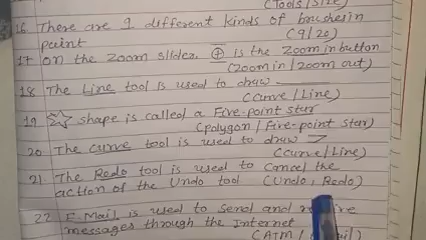 (Tools/Size)
16 There are 9 different kinds of brushes in
paint (9/20)
17 on the zoom slider ⊕ is the Zoom in button
(Zoom in / zoom out)
18 The Line tool is used to draw
(Curve / Line)
19 ☆ shape is called a Five-point star
(polygon / Five-point star)
20 The curve tool is used to draw
(curve / Line)
21 The Redo tool is used to Cancel the
action of the Undo tool (Undo, Redo)
22 E-Mail is used to Send and
messages through the Internet
(ATM /